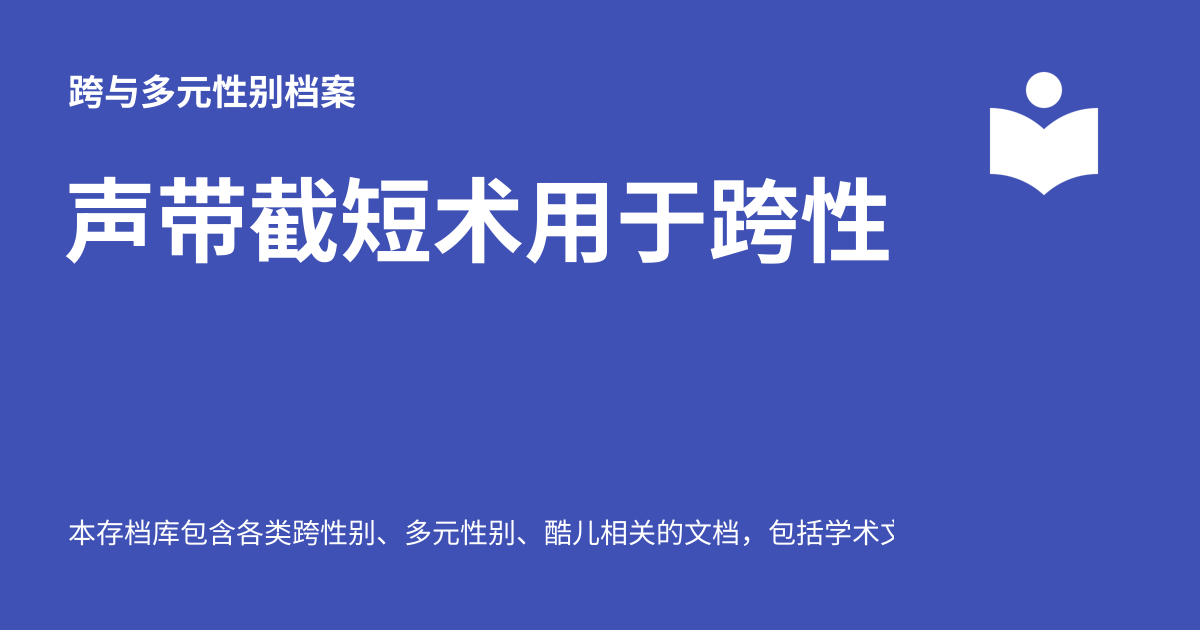 跨与多元性别档案
声带截短术用于跨性
本存档库包含各类跨性别、多元性别、酷儿相关的文档，包括学术